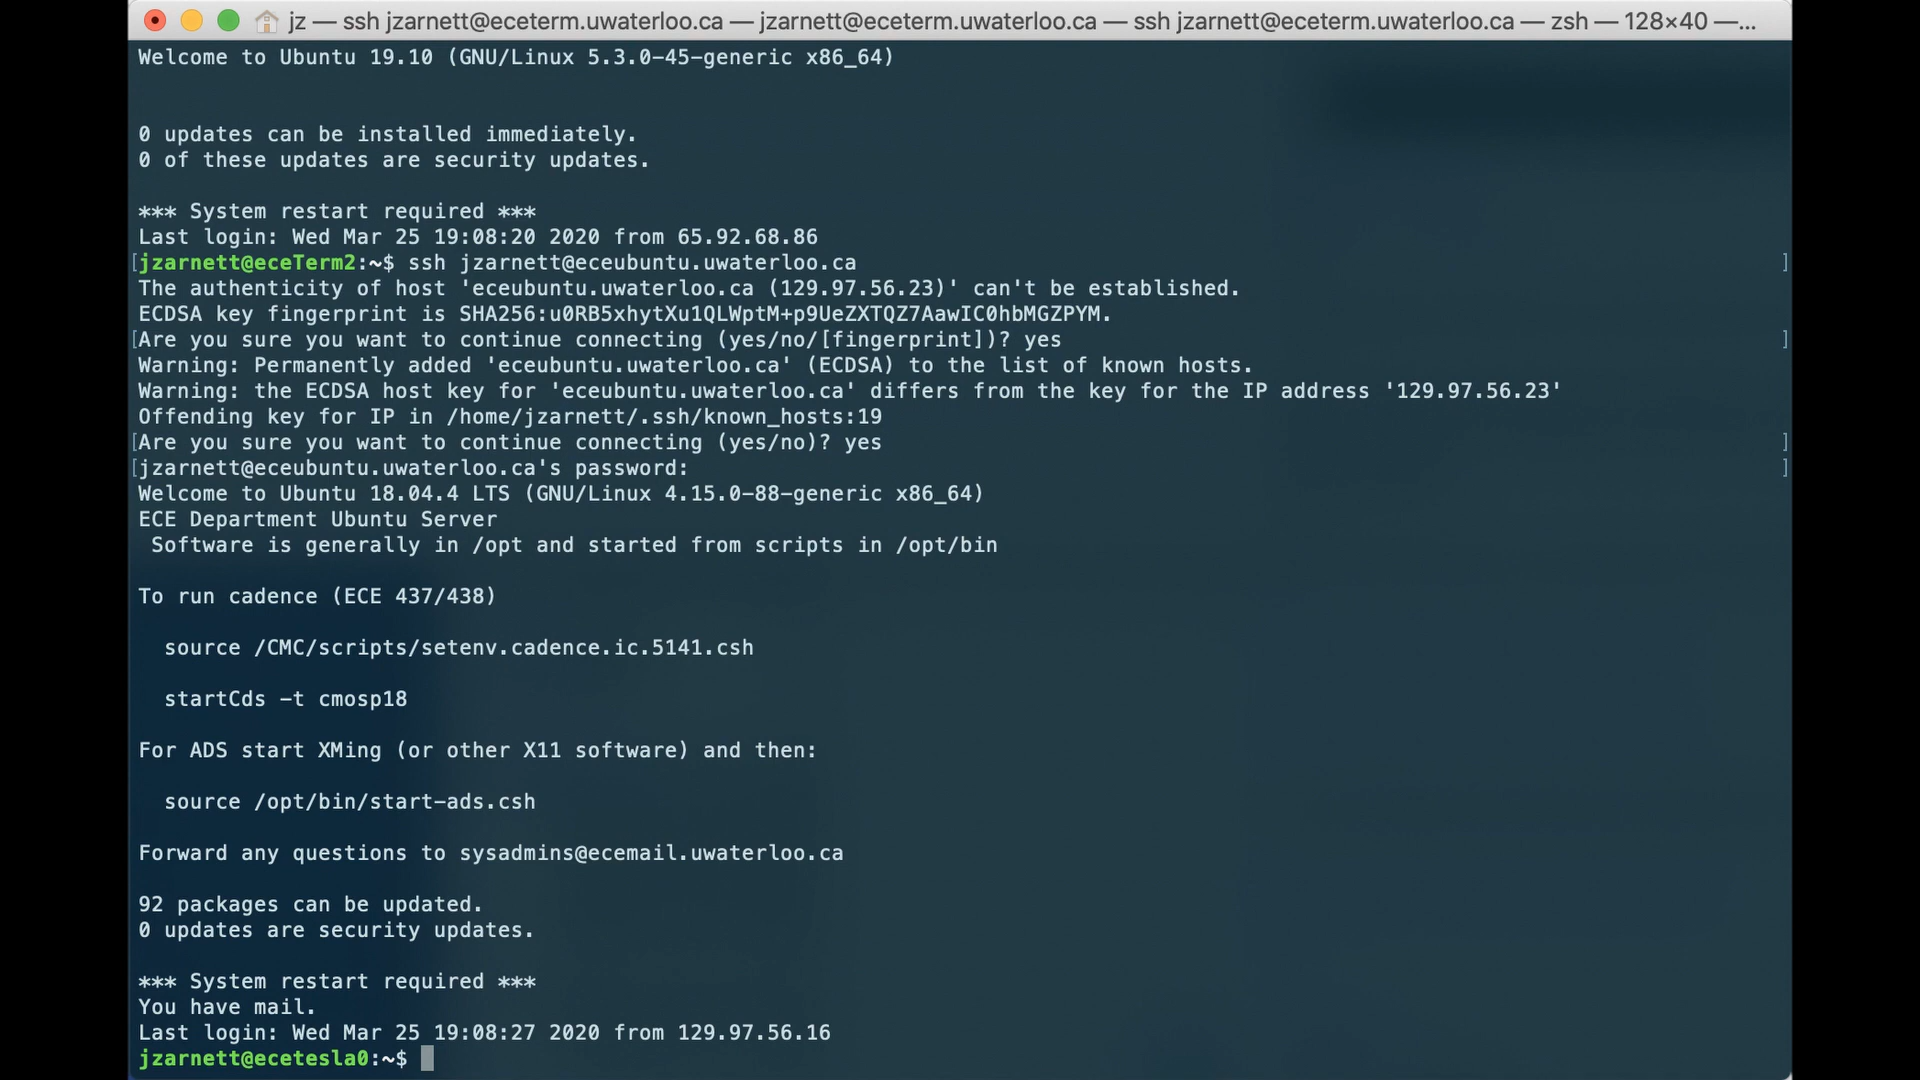 jz — ssh jzarnett@eceterm.uwaterloo.ca — jzarnett@eceterm.uwaterloo.ca — ssh jzarnett@eceterm.uwaterloo.ca — zsh — 128×40 —...
Welcome to Ubuntu 19.10 (GNU/Linux 5.3.0-45-generic x86_64)
0 updates can be installed immediately.
0 of these updates are security updates.
*** System restart required ***
Last login: Wed Mar 25 19:08:20 2020 from 65.92.68.86
[jzarnett@eceTerm2:~$ ssh jzarnett@eceubuntu.uwaterloo.ca ]
The authenticity of host 'eceubuntu.uwaterloo.ca (129.97.56.23)' can't be established.
ECDSA key fingerprint is SHA256:u0RB5xhytXu1QLWptM+p9UeZXTQZ7AawIC0hbMGZPYM.
[Are you sure you want to continue connecting (yes/no/[fingerprint])? yes ]
Warning: Permanently added 'eceubuntu.uwaterloo.ca' (ECDSA) to the list of known hosts.
Warning: the ECDSA host key for 'eceubuntu.uwaterloo.ca' differs from the key for the IP address '129.97.56.23'
Offending key for IP in /home/jzarnett/.ssh/known_hosts:19
[Are you sure you want to continue connecting (yes/no)? yes ]
[jzarnett@eceubuntu.uwaterloo.ca's password: ]
Welcome to Ubuntu 18.04.4 LTS (GNU/Linux 4.15.0-88-generic x86_64)
ECE Department Ubuntu Server
Software is generally in /opt and started from scripts in /opt/bin
To run cadence (ECE 437/438)
source /CMC/scripts/setenv.cadence.ic.5141.csh
startCds -t cmosp18
For ADS start XMing (or other X11 software) and then:
source /opt/bin/start-ads.csh
Forward any questions to sysadmins@ecemail.uwaterloo.ca
92 packages can be updated.
0 updates are security updates.
*** System restart required ***
You have mail.
Last login: Wed Mar 25 19:08:27 2020 from 129.97.56.16
jzarnett@ecetesla0:~$